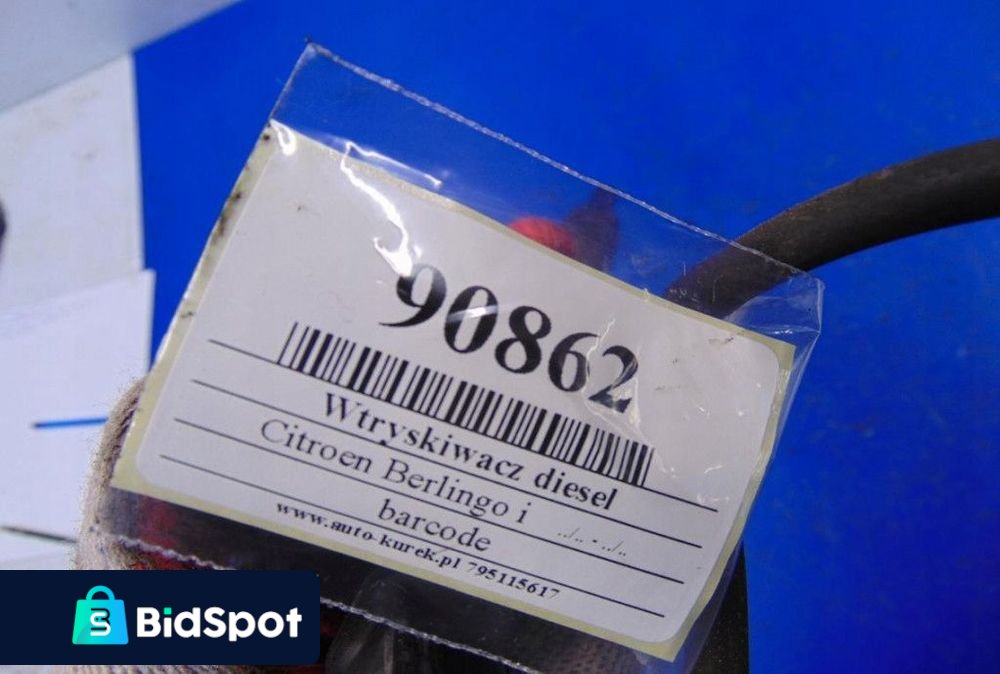 90862
Wtryskiwacz diesel
Citroen Berlingo i ../.. - ../..
barcode
www.auto-kurek.pl 795115617
BidSpot